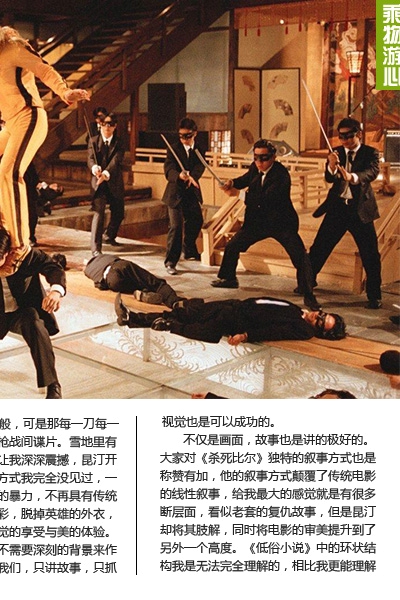 乘物游心
般，可是那每一刀每一
枪战间谍片。雪地里有
让我深深震撼，昆汀开
方式我完全没见过，一
的暴力，不再具有传统
彩，脱掉英雄的外衣，
觉的享受与美的体验。
不需要深刻的背景来作
我们，只讲故事，只抓
视觉也是可以成功的。
不仅是画面，故事也是讲的极好的。
大家对《杀死比尔》独特的叙事方式也是
称赞有加，他的叙事方式颠覆了传统电影
的线性叙事，给我最大的感觉就是有很多
断层面，看似老套的复仇故事，但是昆汀
却将其肢解，同时将电影的审美提升到了
另外一个高度。《低俗小说》中的环状结
构我是无法完全理解的，相比我更能理解